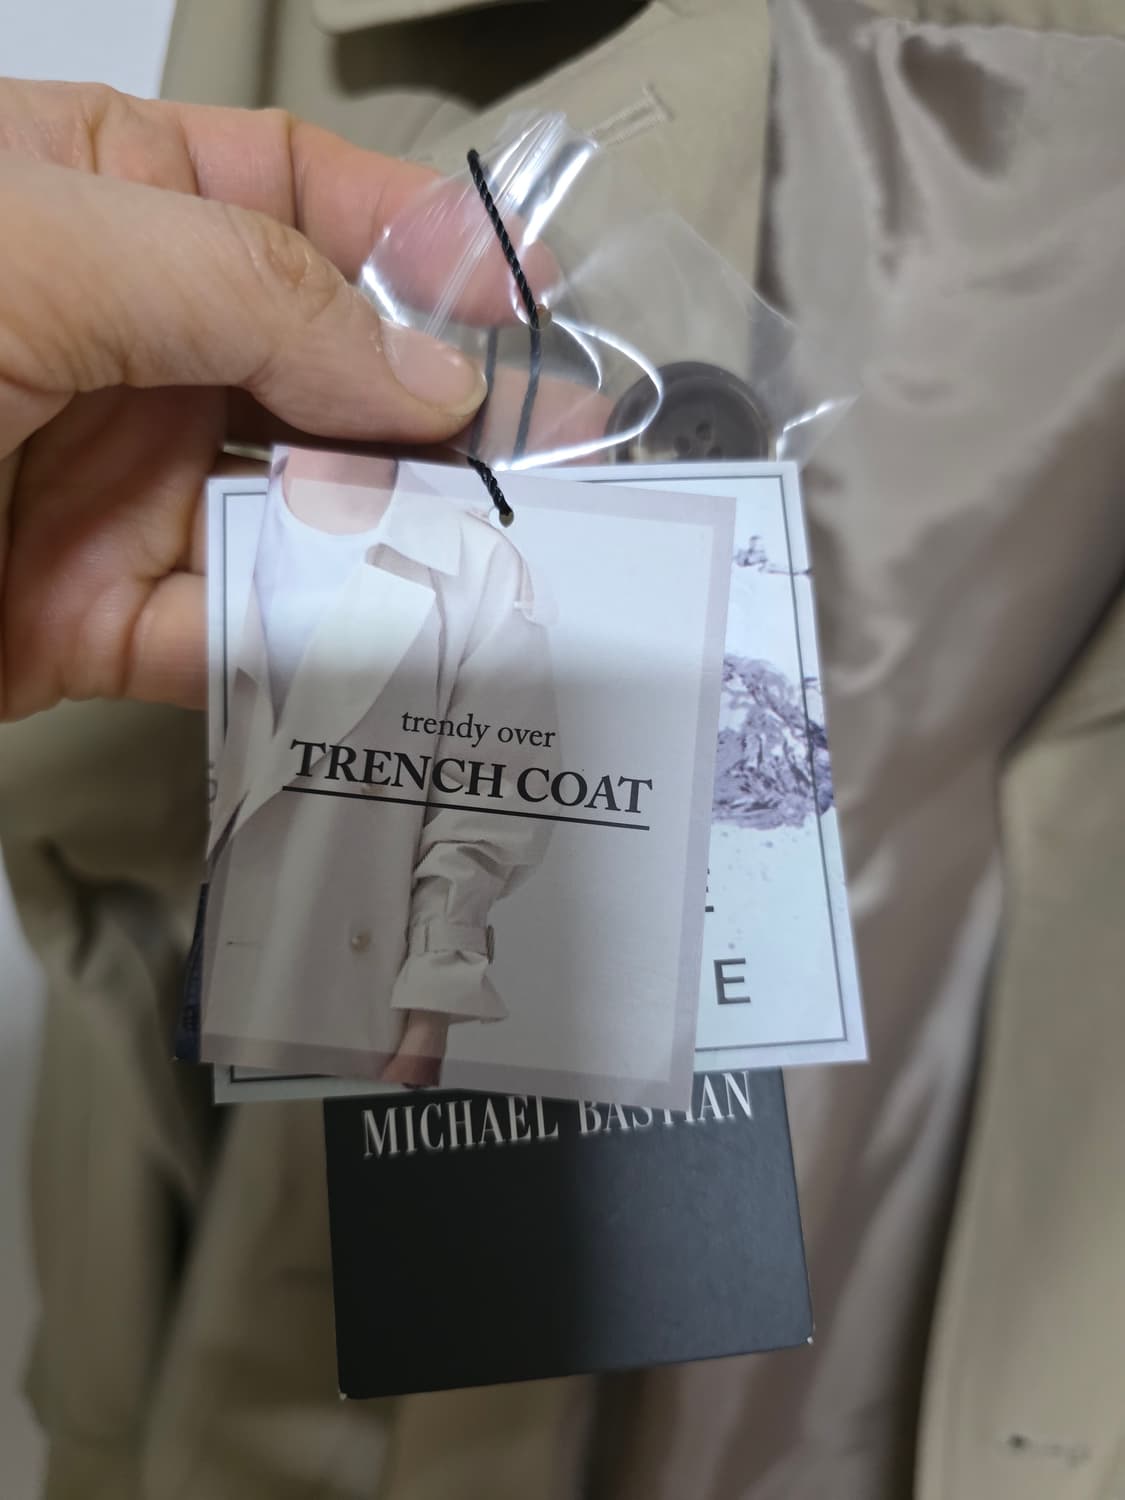 trendy over
TRENCH COAT
E
MICHAEL BASTIAN